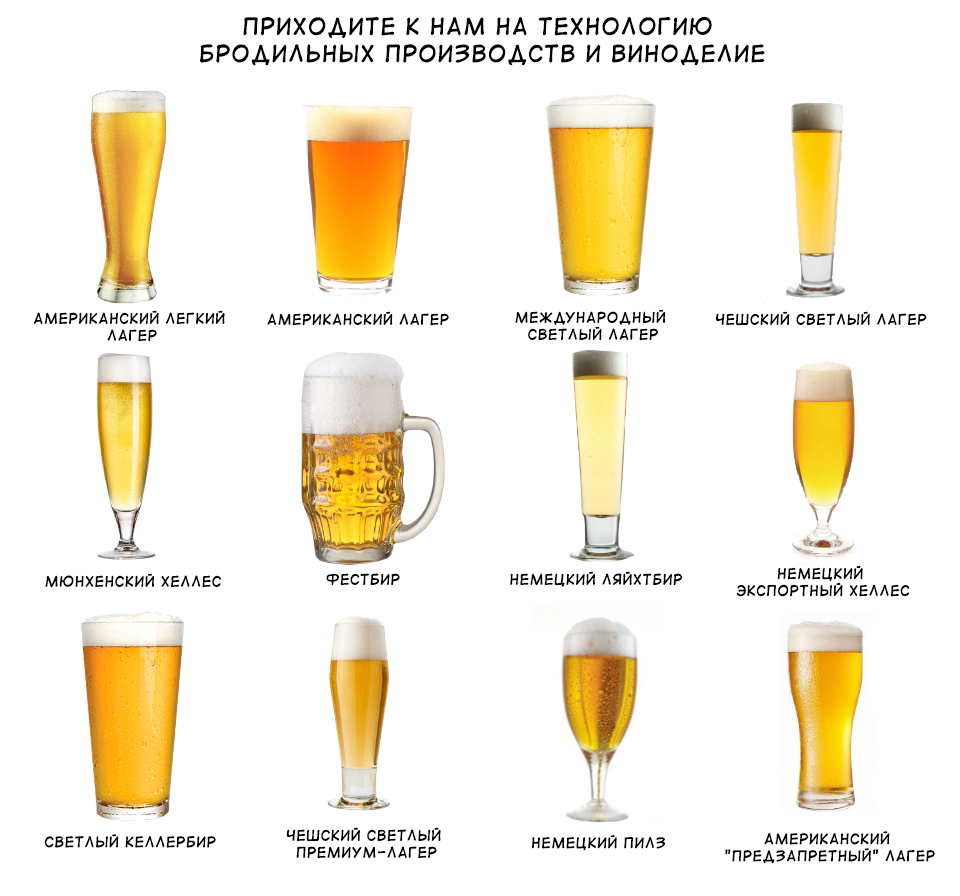 ПРИХОДИТЕ К НАМ НА ТЕХНОЛОГИЮ
БРОДИЛЬНЫХ ПРОИЗВОДСТВ И ВИНОДЕЛИЕ
АМЕРИКАНСКИЙ ЛЕГКИЙ
ЛАГЕР
АМЕРИКАНСКИЙ ЛАГЕР
МЕЖДУНАРОДНЫЙ
СВЕТЛЫЙ ЛАГЕР
ЧЕШСКИЙ СВЕТЛЫЙ ЛАГЕР
МЮНХЕНСКИЙ ХЕЛЛЕС
ФЕСТБИР
НЕМЕЦКИЙ ЛЯЙХТБИР
НЕМЕЦКИЙ
ЭКСПОРТНЫЙ ХЕЛЛЕС
СВЕТЛЫЙ КЕЛЛЕРБИР
ЧЕШСКИЙ СВЕТЛЫЙ
ПРЕМИУМ-ЛАГЕР
НЕМЕЦКИЙ ПИЛЗ
АМЕРИКАНСКИЙ
"ПРЕДЗАПРЕТНЫЙ" ЛАГЕР